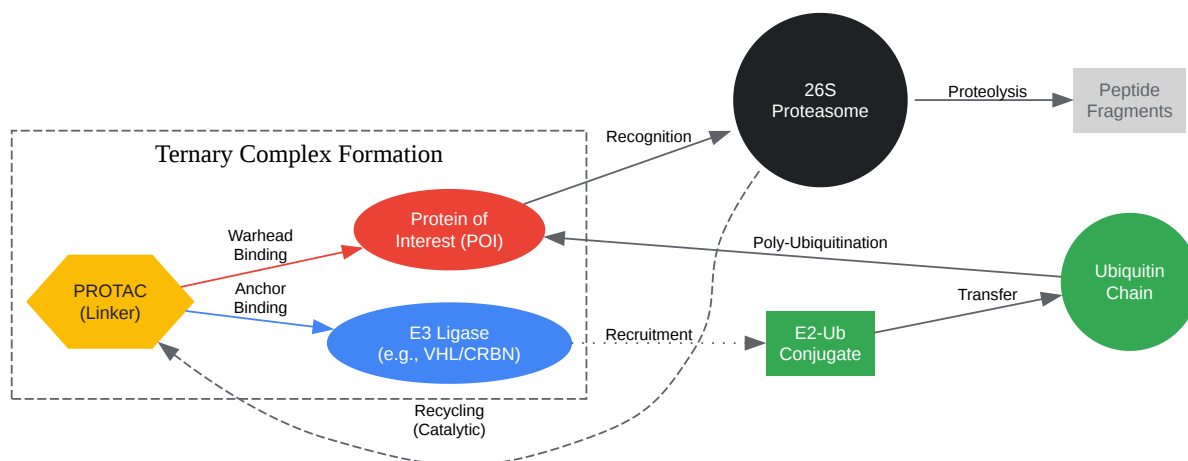 26S
Proteasome
Proteolysis
Peptide
Fragments
Recognition
Ternary Complex Formation
Protein of
Interest (POI)
Warhead
Binding
Poly-Ubiquitination
Ubiquitin
Chain
PROTAC
(Linker)
Anchor
Binding
Transfer
E3 Ligase
(e.g., VHL/CRBN)
Recruitment
E2-Ub
Conjugate
Recycling
(Catalytic)